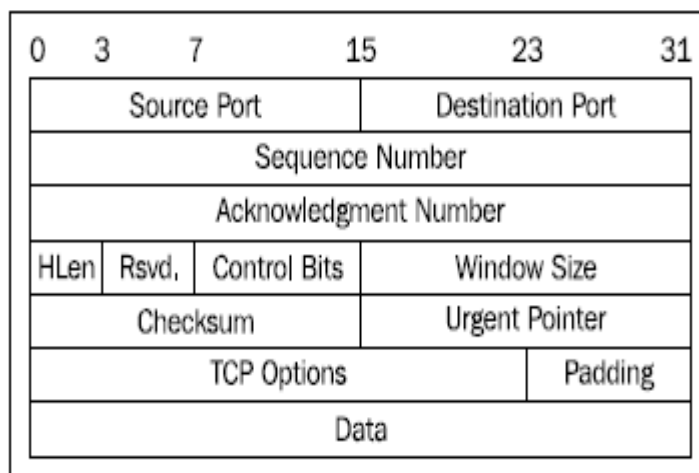 0 3 7 15 23 31
Source Port Destination Port
Sequence Number
Acknowledgment Number
HLen Rsvd. Control Bits Window Size
Checksum Urgent Pointer
TCP Options Padding
Data